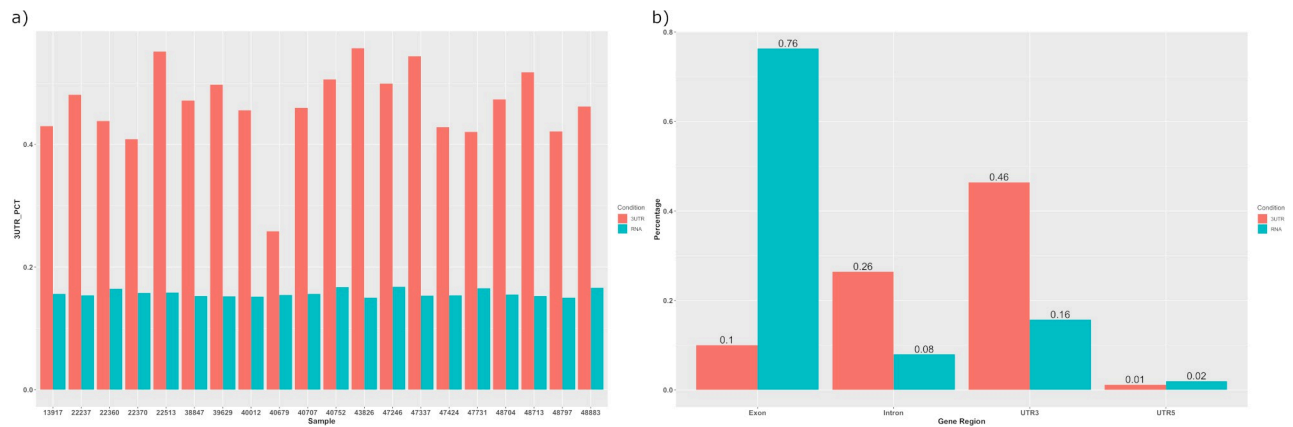 a)
3UTR_PCT
0.4
0.2
0.0
13917 22237 22360 22370 22513 38847 39629 40012 40679 40707 40752 43826 47246 47337 47424 47731 48704 48713 48797 48883
Sample
Condition
3UTR
RNA
b)
Percentage
0.8
0.6
0.4
0.2
0.0
0.76
0.46
0.26
0.16
0.1
0.08
0.01
0.02
Exon Intron UTR3 UTR5
Gene Region
Condition
3UTR
RNA